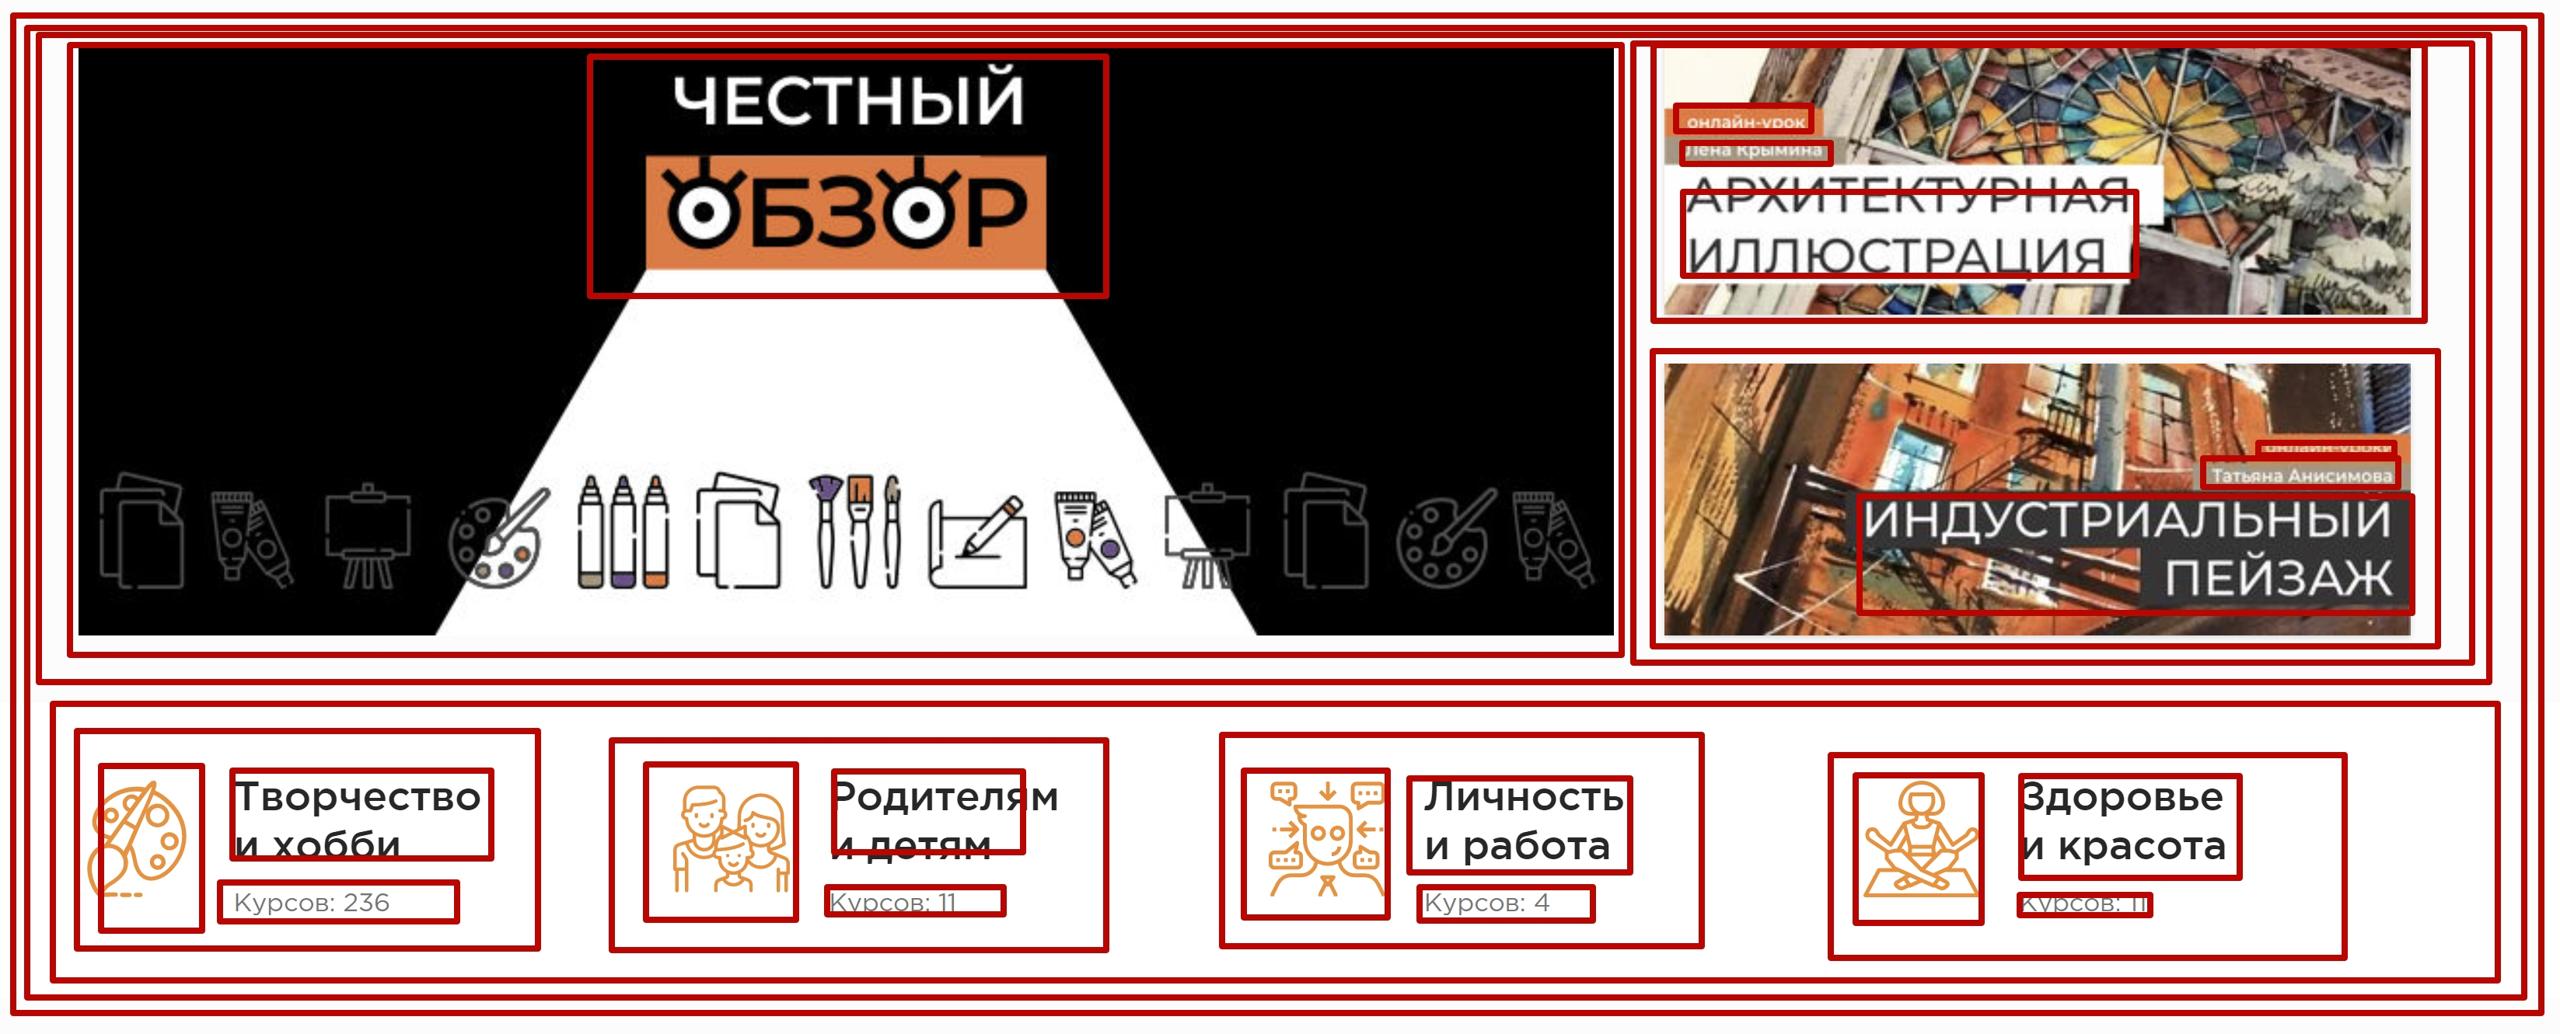 ЧЕСТНЫЙ
ОБЗОР
онлайн-урок
Лена Крымина
АРХИТЕКТУРНАЯ
ИЛЛЮСТРАЦИЯ
онлайн-уроки
Татьяна Анисимова
ИНДУСТРИАЛЬНЫЙ
ПЕЙЗАЖ
Творчество
и хобби
Курсов: 236
Родителям
и детям
Курсов: 11
Личность
и работа
Курсов: 4
Здоровье
и красота
Курсов: 11